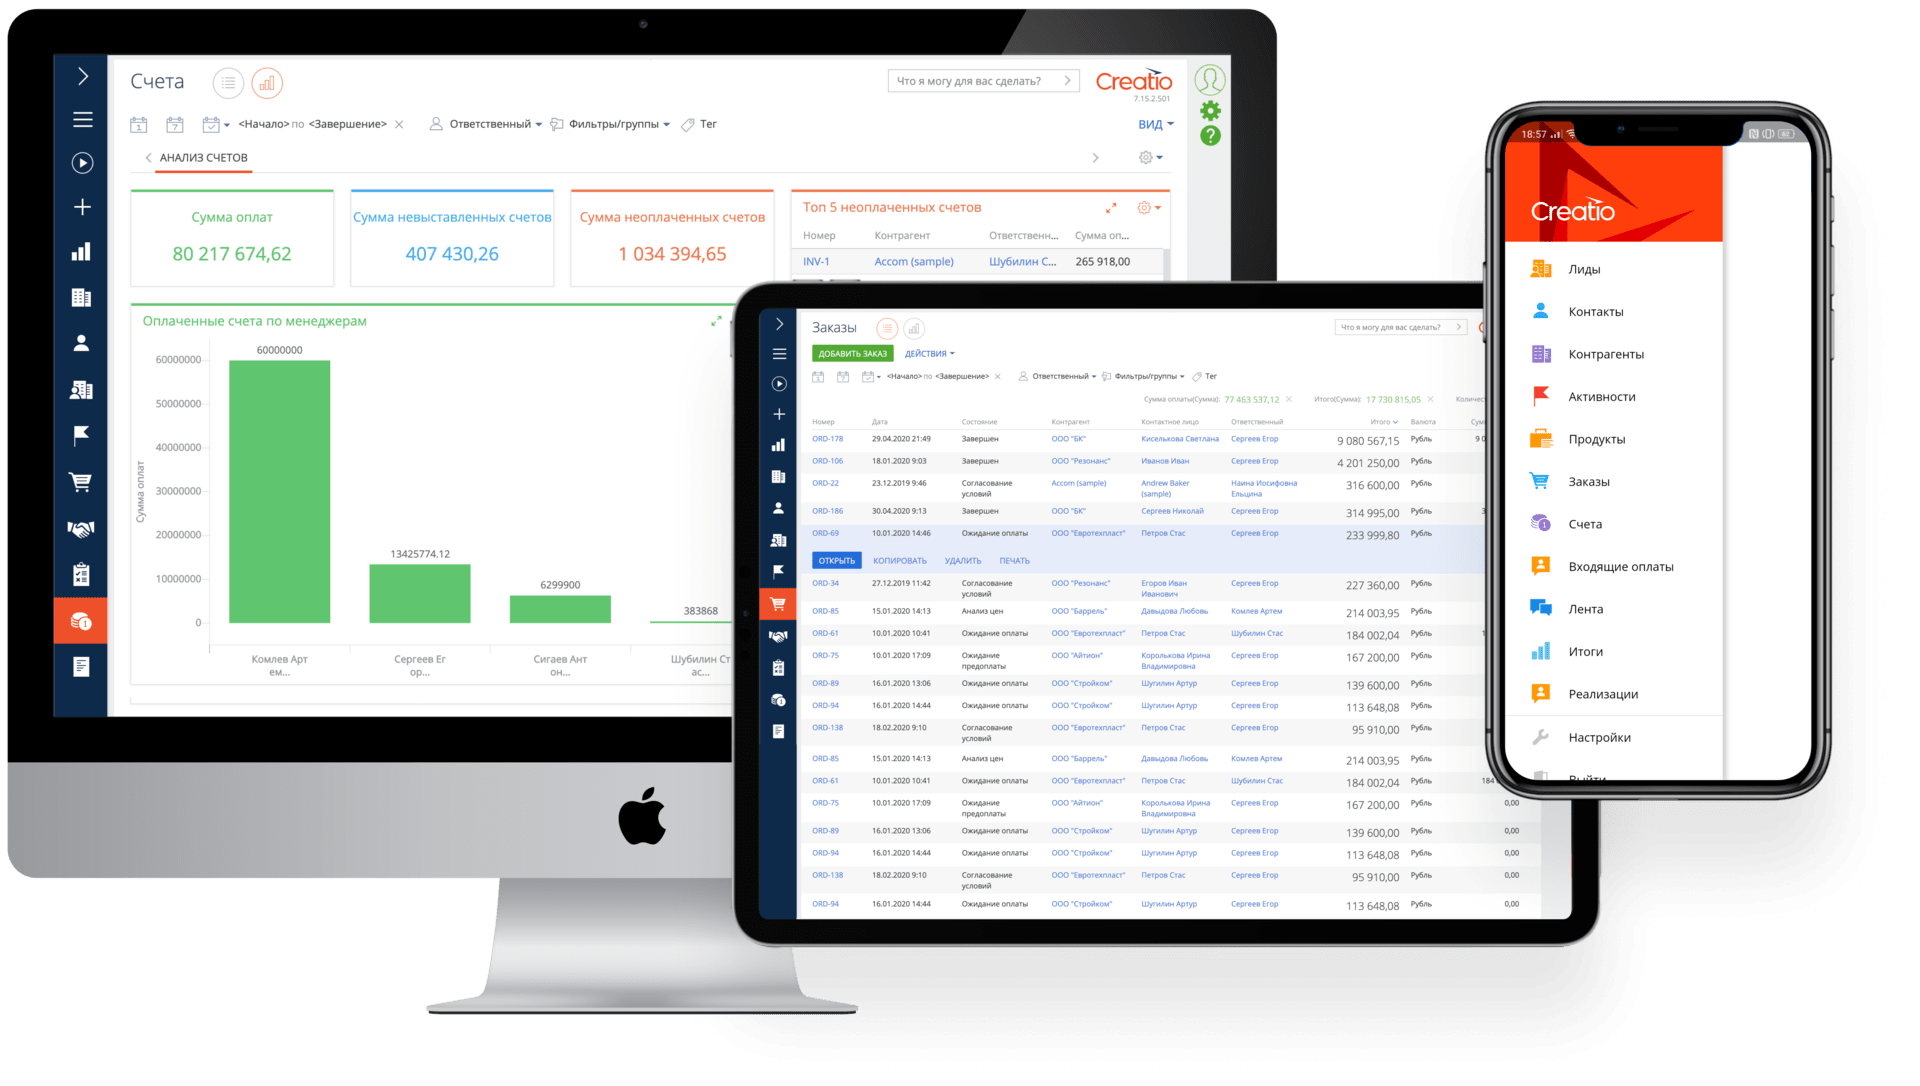 Счета
Что я могу для вас сделать?
Creatio
7.15.2.501
1
7
<Начало> по <Завершение>
Ответственный
Фильтры/группы
Тег
ВИД
АНАЛИЗ СЧЕТОВ
Сумма оплат
80 217 674,62
Сумма невыставленных счетов
407 430,26
Сумма неоплаченных счетов
1 034 394,65
Топ 5 неоплаченных счетов
Номер Контрагент Ответственн... Сумма оп...
INV-1 Accom (sample) Шубилин С... 265 918,00
Оплаченные счета по менеджерам
Сумма оплат
60000000
50000000
40000000
30000000
20000000
10000000
0
60000000
13425774.12
6299900
383868
Комлев Арт
ем...
Сергеев Ег
ор...
Сигаев Ант
он...
Шубилин Ст
ас...
Заказы
Что я могу для вас сделать?
ДОБАВИТЬ ЗАКАЗ ДЕЙСТВИЯ
<Начало> по <Завершение> Ответственный Фильтры/группы Тег
Сумма оплаты(Сумма): 77 463 537,12 Итого(Сумма): 17 730 815,05 Количест
Номер Дата Состояние Контрагент Контактное лицо Ответственный Итого Валюта Сум
ORD-178 29.04.2020 21:49 Завершен ООО "БК" Киселькова Светлана Сергеев Егор 9 080 567,15 Рубль 9 0
ORD-106 18.01.2020 9:03 Завершен ООО "Резонанс" Иванов Иван Сергеев Егор 4 201 250,00 Рубль
ORD-22 23.12.2019 9:46 Согласование Accom (sample) Andrew Baker Наина Иосифовна 316 600,00 Рубль
условий (sample) Ельцина
ORD-186 30.04.2020 9:13 Завершен ООО "БК" Сергеев Николай Сергеев Егор 314 995,00 Рубль 3
ORD-69 10.01.2020 14:46 Ожидание оплаты ООО "Евротехпласт" Петров Стас Сергеев Егор 233 999,80 Рубль
ОТКРЫТЬ КОПИРОВАТЬ УДАЛИТЬ ПЕЧАТЬ
ORD-34 27.12.2019 11:42 Согласование ООО "Резонанс" Егоров Иван Сергеев Егор 227 360,00 Рубль
условий Иванович
ORD-85 15.01.2020 14:13 Анализ цен ООО "Баррель" Давыдова Любовь Комлев Артем 214 003,95 Рубль
ORD-61 10.01.2020 10:41 Ожидание оплаты ООО "Евротехпласт" Петров Стас Шубилин Стас 184 002,04 Рубль 1
ORD-75 10.01.2020 17:09 Ожидание ООО "Айтион" Королькова Ирина Сергеев Егор 167 200,00 Рубль
предоплаты Владимировна
ORD-89 16.01.2020 13:06 Ожидание оплаты ООО "Стройком" Шугилин Артур Сергеев Егор 139 600,00 Рубль
ORD-94 16.01.2020 14:44 Ожидание оплаты ООО "Стройком" Шугилин Артур Сергеев Егор 113 648,08 Рубль
ORD-138 18.02.2020 9:10 Согласование ООО "Евротехпласт" Петров Стас Сергеев Егор 95 910,00 Рубль
условий
ORD-85 15.01.2020 14:13 Анализ цен ООО "Баррель" Давыдова Любовь Комлев Артем 214 003,95 Рубль
ORD-61 10.01.2020 10:41 Ожидание оплаты ООО "Евротехпласт" Петров Стас Шубилин Стас 184 002,04 Рубль 184
ORD-75 10.01.2020 17:09 Ожидание ООО "Айтион" Королькова Ирина Сергеев Егор 167 200,00 Рубль 0,00
предоплаты Владимировна
ORD-89 16.01.2020 13:06 Ожидание оплаты ООО "Стройком" Шугилин Артур Сергеев Егор 139 600,00 Рубль 0,00
ORD-94 16.01.2020 14:44 Ожидание оплаты ООО "Стройком" Шугилин Артур Сергеев Егор 113 648,08 Рубль 0,00
ORD-138 18.02.2020 9:10 Согласование ООО "Евротехпласт" Петров Стас Сергеев Егор 95 910,00 Рубль 0,00
условий
ORD-94 16.01.2020 14:44 Ожидание оплаты ООО "Стройком" Шугилин Артур Сергеев Егор 113 648,08 Рубль 0,00
18:57
62
Creatio
Лиды
Контакты
Контрагенты
Активности
Продукты
Заказы
Счета
Входящие оплаты
Лента
Итоги
Реализации
Настройки
Выйти